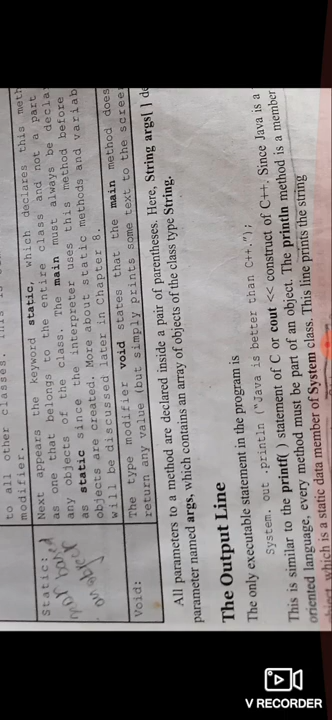 to all other classes.
modifier.
Static:
not based
on object
Next appears the keyword static, which declares this meth
as one that belongs to the entire class and not a part
any objects of the class. The main must always be decla
as static since the interpreter uses this method before
objects are created. More about static methods and variab
will be discussed later in Chapter 8.
Void:
The type modifier void states that the main method does
return any value (but simply prints some text to the scree
All parameters to a method are declared inside a pair of parentheses. Here, String args[ ] de
parameter named args, which contains an array of objects of the class type String.
The Output Line
The only executable statement in the program is
System. out .println ("Java is better than C++.");
This is similar to the printf( ) statement of C or cout << construct of C++. Since Java is a
oriented language, every method must be part of an object. The println method is a member
object, which is a static data member of System class. This line prints the string
V RECORDER